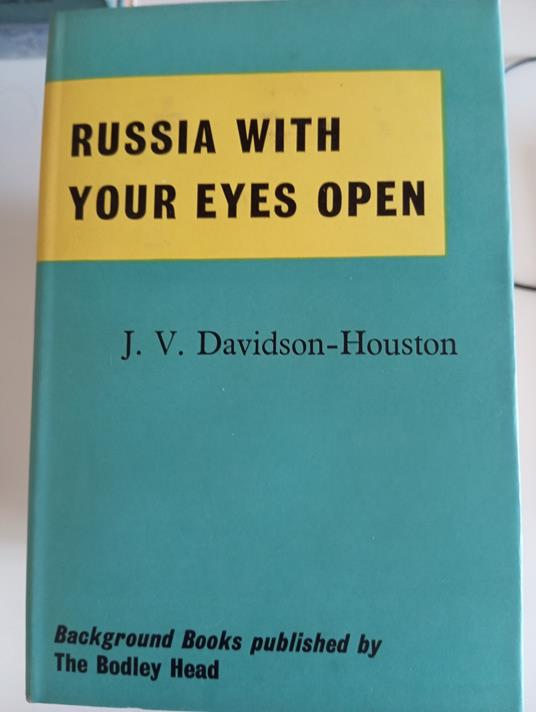 RUSSIA WITH
YOUR EYES OPEN
J. V. Davidson-Houston
Background Books published by
The Bodley Head